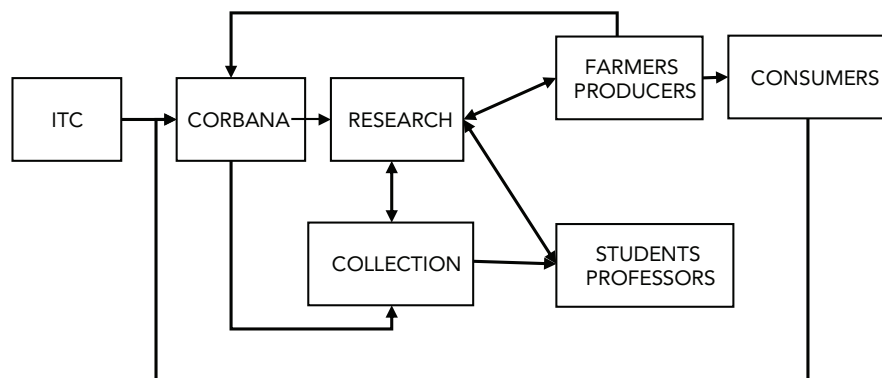 FARMERS
PRODUCERS
CONSUMERS
ITC
CORBANA
RESEARCH
COLLECTION
STUDENTS
PROFESSORS